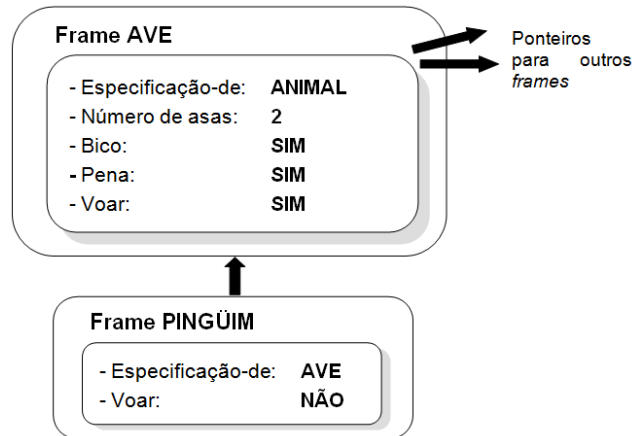 Frame AVE
- Especificação-de: ANIMAL
- Número de asas: 2
- Bico: SIM
- Pena: SIM
- Voar: SIM
Ponteiros
para outros
frames
Frame PINGÜIM
- Especificação-de: AVE
- Voar: NÃO